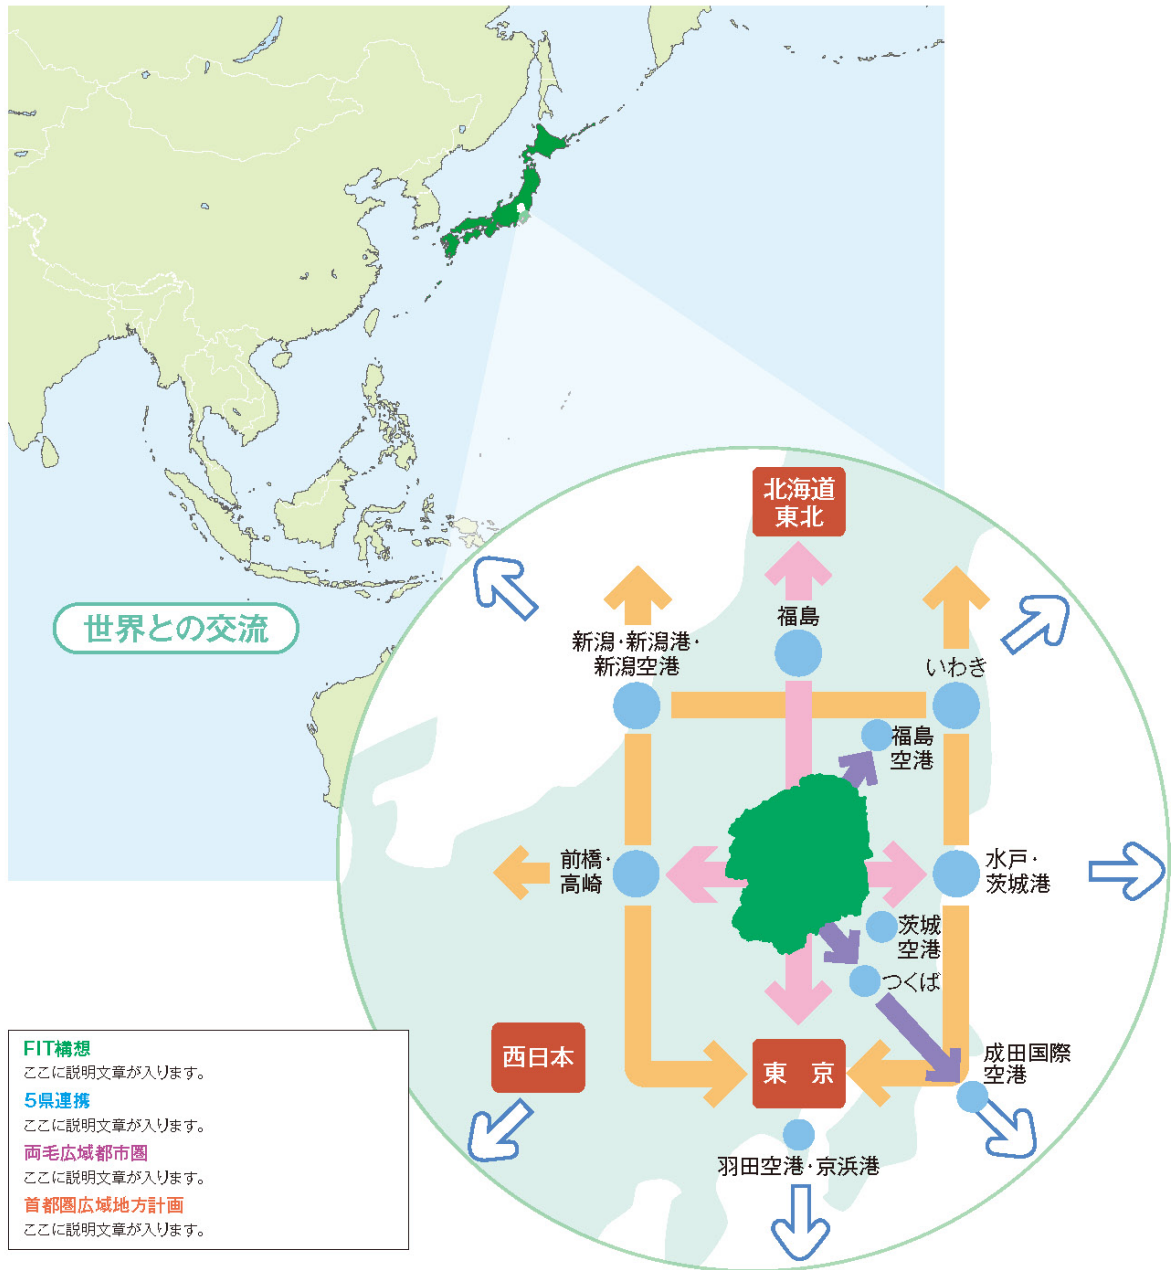 世界との交流
北海道
東北
福島
新潟・新潟港・
新潟空港
いわき
福島
空港
前橋・
高崎
水戸・
茨城港
茨城
空港
つくば
西日本
東　京
成田国際
空港
羽田空港・京浜港
FIT構想
ここに説明文章が入ります。
5県連携
ここに説明文章が入ります。
両毛広域都市圏
ここに説明文章が入ります。
首都圏広域地方計画
ここに説明文章が入ります。